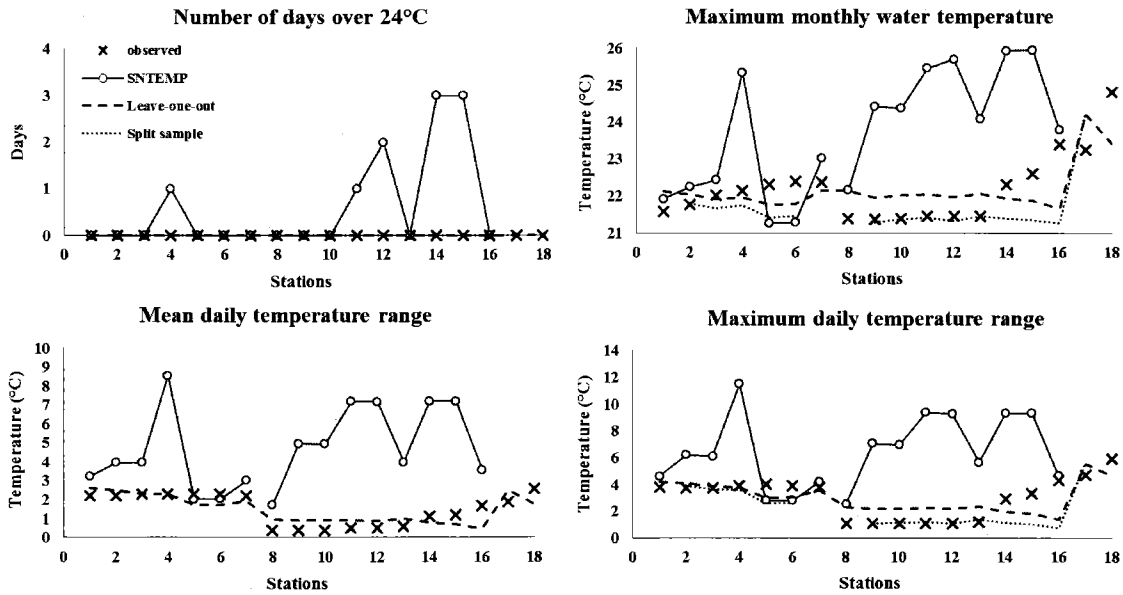 Number of days over 24°C
4
3
2
1
0
Days
observed
SNTEMP
Leave-one-out
Split sample
0 2 4 6 8 10 12 14 16 18
Stations
Maximum monthly water temperature
26
25
24
23
22
21
Temperature (°C)
0 2 4 6 8 10 12 14 16 18
Stations
Mean daily temperature range
10
9
8
7
6
5
4
3
2
1
0
Temperature (°C)
0 2 4 6 8 10 12 14 16 18
Stations
Maximum daily temperature range
14
12
10
8
6
4
2
0
Temperature (°C)
0 2 4 6 8 10 12 14 16 18
Stations